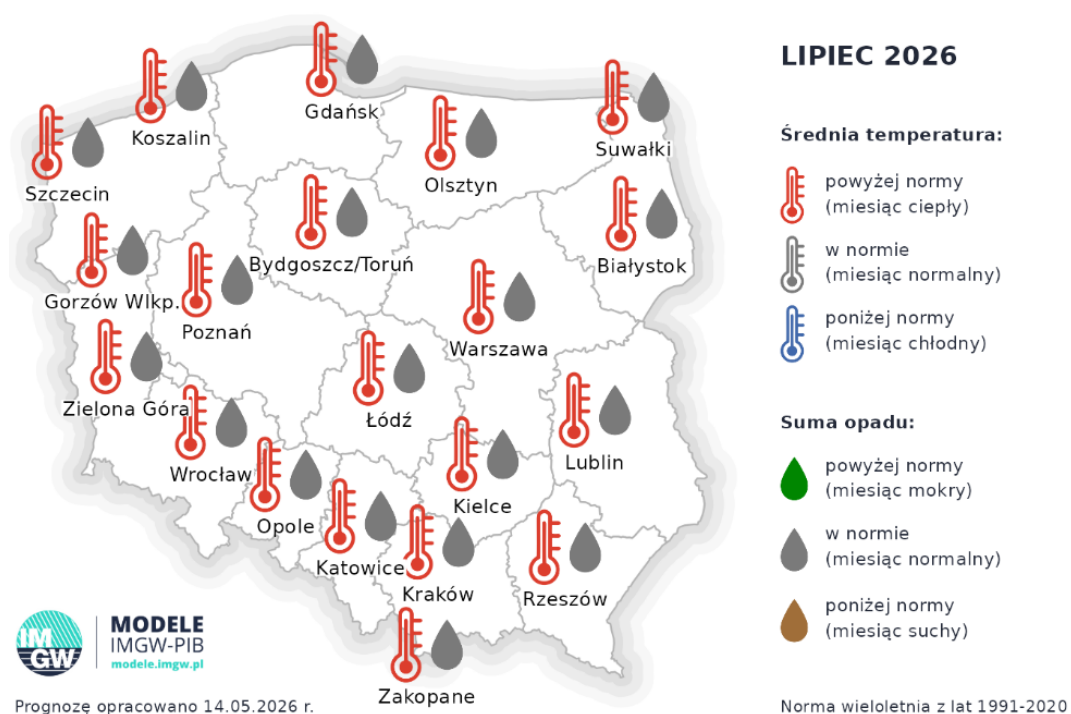 LIPIEC 2026
Średnia temperatura:
powyżej normy
(miesiąc ciepły)
w normie
(miesiąc normalny)
poniżej normy
(miesiąc chłodny)
Suma opadu:
powyżej normy
(miesiąc mokry)
w normie
(miesiąc normalny)
poniżej normy
(miesiąc suchy)
Gdańsk
Koszalin
Suwałki
Olsztyn
Szczecin
Bydgoszcz/Toruń
Białystok
Gorzów Wlkp.
Poznań
Warszawa
Zielona Góra
Łódź
Lublin
Wrocław
Kielce
Opole
Katowice
Kraków
Rzeszów
Zakopane
IM
GW
MODELE
IMGW-PIB
modele.imgw.pl
Prognozę opracowano 14.05.2026 r.
Norma wieloletnia z lat 1991-2020